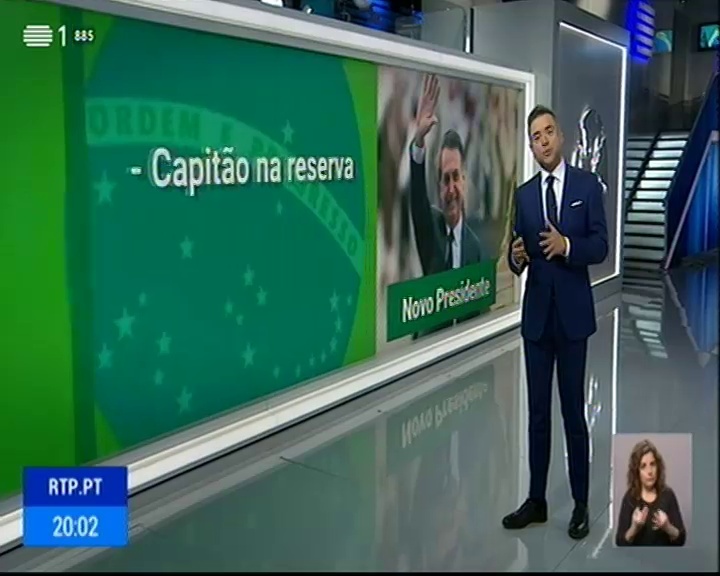 1 885
ORDEM E PROGRESSO
- Capitão na reserva
Novo Presidente
RTP.PT
20:02